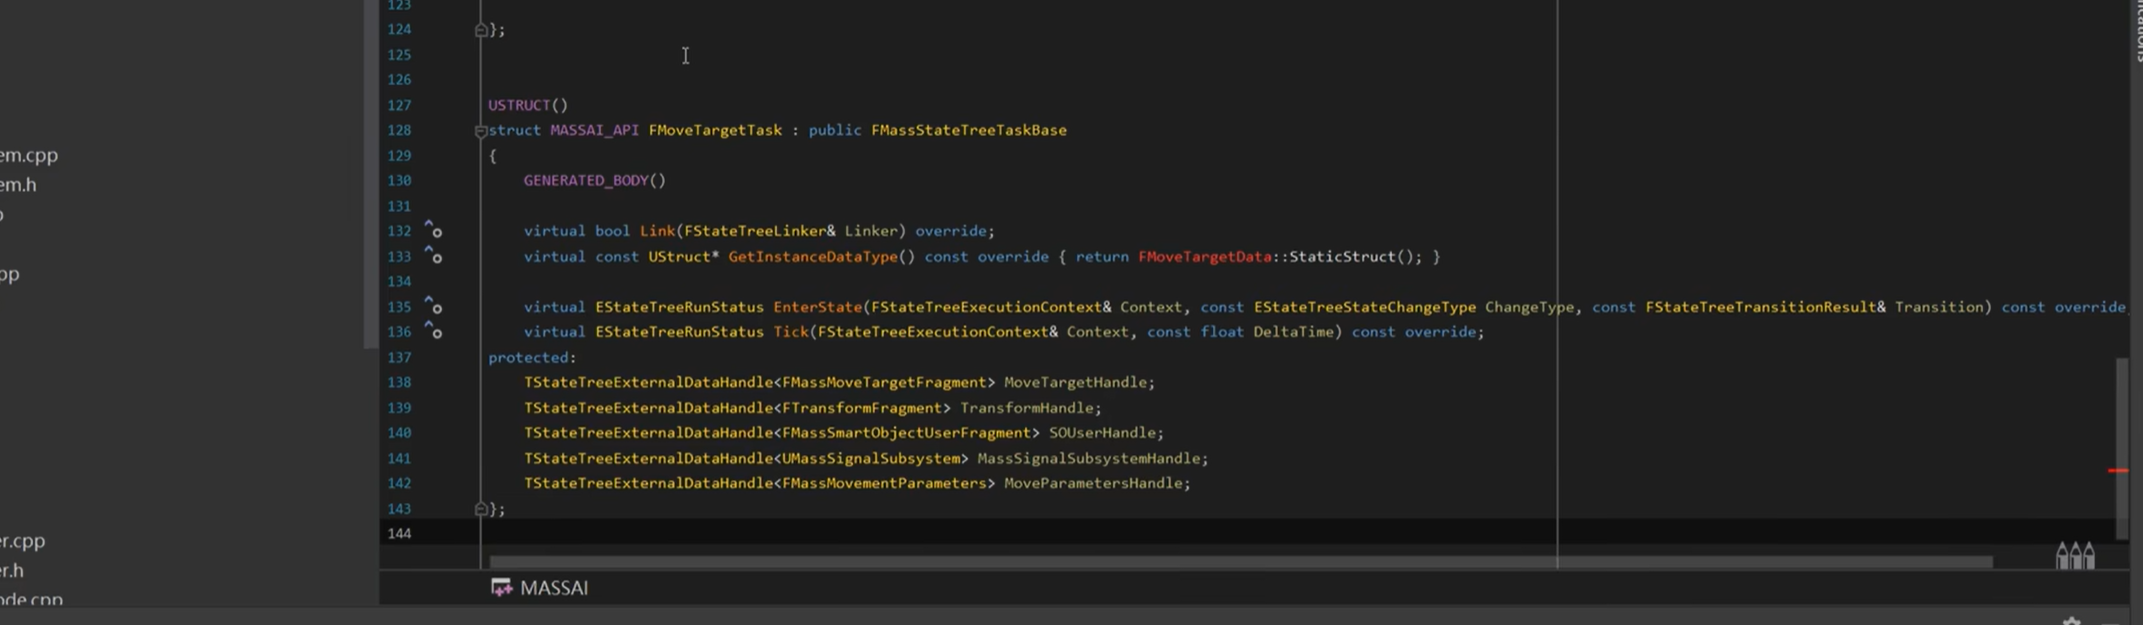 123
124 };
125
126
127 USTRUCT()
128 struct MASSAI_API FMoveTargetTask : public FMassStateTreeTaskBase
129 {
130 GENERATED_BODY()
131
132 virtual bool Link(FStateTreeLinker& Linker) override;
133 virtual const UStruct* GetInstanceDataType() const override { return FMoveTargetData::StaticStruct(); }
134
135 virtual EStateTreeRunStatus EnterState(FStateTreeExecutionContext& Context, const EStateTreeStateChangeType ChangeType, const FStateTreeTransitionResult& Transition) const override
136 virtual EStateTreeRunStatus Tick(FStateTreeExecutionContext& Context, const float DeltaTime) const override;
137 protected:
138 TStateTreeExternalDataHandle<FMassMoveTargetFragment> MoveTargetHandle;
139 TStateTreeExternalDataHandle<FTransformFragment> TransformHandle;
140 TStateTreeExternalDataHandle<FMassSmartObjectUserFragment> SOUserHandle;
141 TStateTreeExternalDataHandle<UMassSignalSubsystem> MassSignalSubsystemHandle;
142 TStateTreeExternalDataHandle<FMassMovementParameters> MoveParametersHandle;
143 };
144
MASSAI
em.cpp
em.h
pp
er.cpp
er.h
ode.cpp